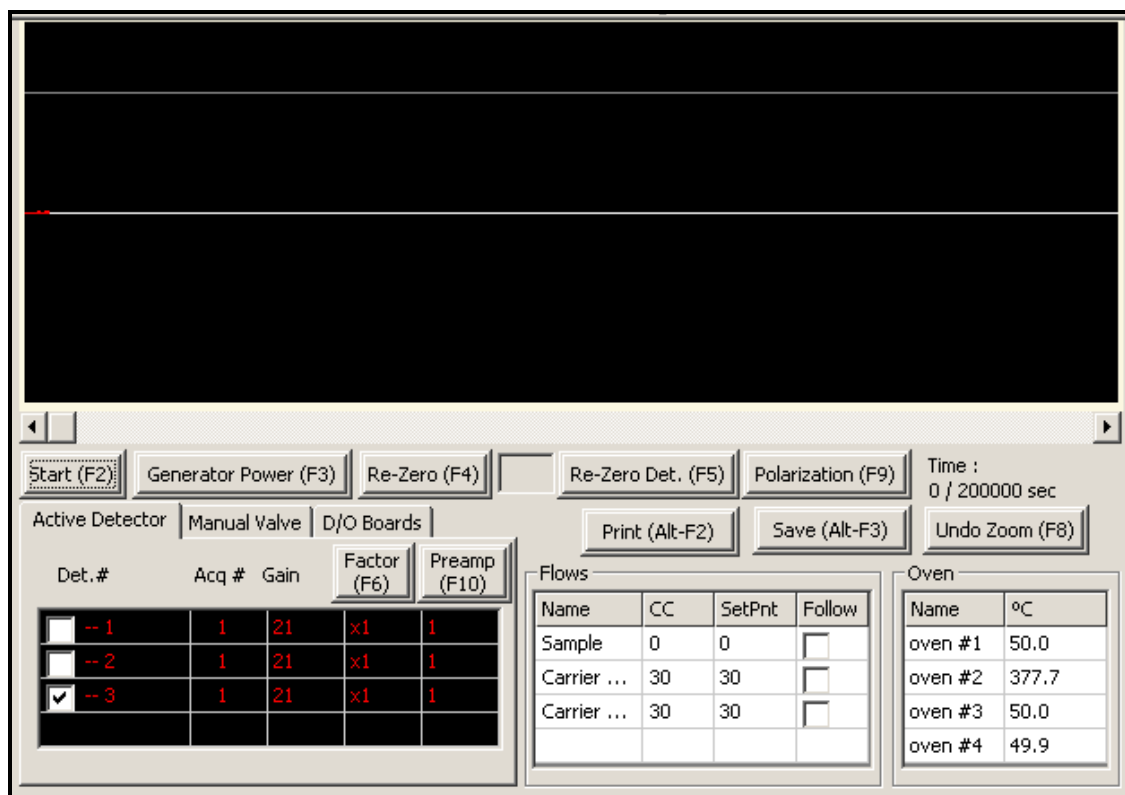 Start (F2) Generator Power (F3) Re-Zero (F4) Re-Zero Det. (F5) Polarization (F9) Time :
0 / 200000 sec
Active Detector Manual Valve D/O Boards
Print (Alt-F2) Save (Alt-F3) Undo Zoom (F8)
Det.# Acq # Gain Factor (F6) Preamp (F10)
-- 1 1 21 x1 1
-- 2 1 21 x1 1
-- 3 1 21 x1 1
Flows
Name CC SetPnt Follow
Sample 0 0
Carrier ... 30 30
Carrier ... 30 30
Oven
Name ºC
oven #1 50.0
oven #2 377.7
oven #3 50.0
oven #4 49.9